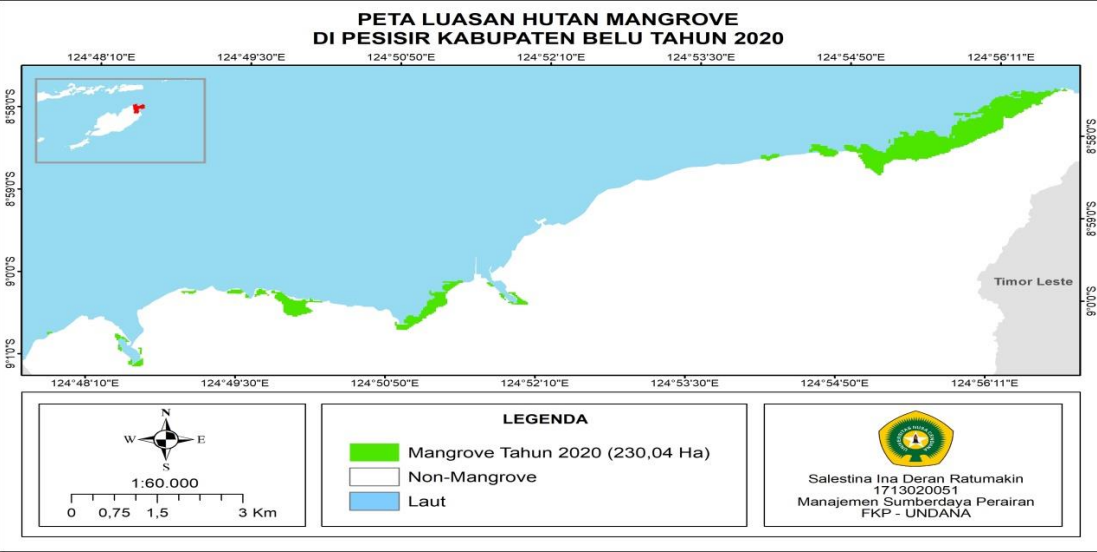 PETA LUASAN HUTAN MANGROVE
DI PESISIR KABUPATEN BELU TAHUN 2020
124°48'10"E 124°49'30"E 124°50'50"E 124°52'10"E 124°53'30"E 124°54'50"E 124°56'11"E
8°58'0"S
8°59'0"S
9°0'0"S
9°1'0"S
8°58'0"S
8°59'0"S
9°0'0"S
Timor Leste
124°48'10"E 124°49'30"E 124°50'50"E 124°52'10"E 124°53'30"E 124°54'50"E 124°56'11"E
N
W E
S
1:60.000
0 0,75 1,5 3 Km
LEGENDA
Mangrove Tahun 2020 (230,04 Ha)
Non-Mangrove
Laut
UNIVERSITAS NUSA CENDANA
Salestina Ina Deran Ratumakin
1713020051
Manajemen Sumberdaya Perairan
FKP - UNDANA